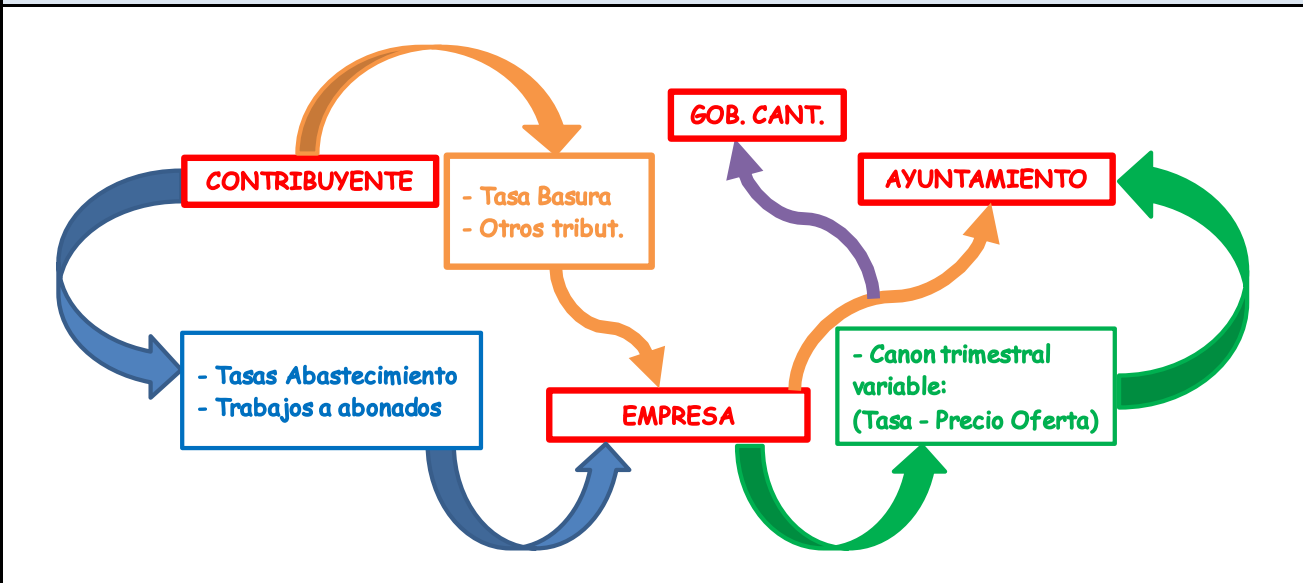 GOB. CANT.
CONTRIBUYENTE
- Tasa Basura
- Otros tribut.
AYUNTAMIENTO
- Tasas Abastecimiento
- Trabajos a abonados
EMPRESA
- Canon trimestral
variable:
(Tasa - Precio Oferta)